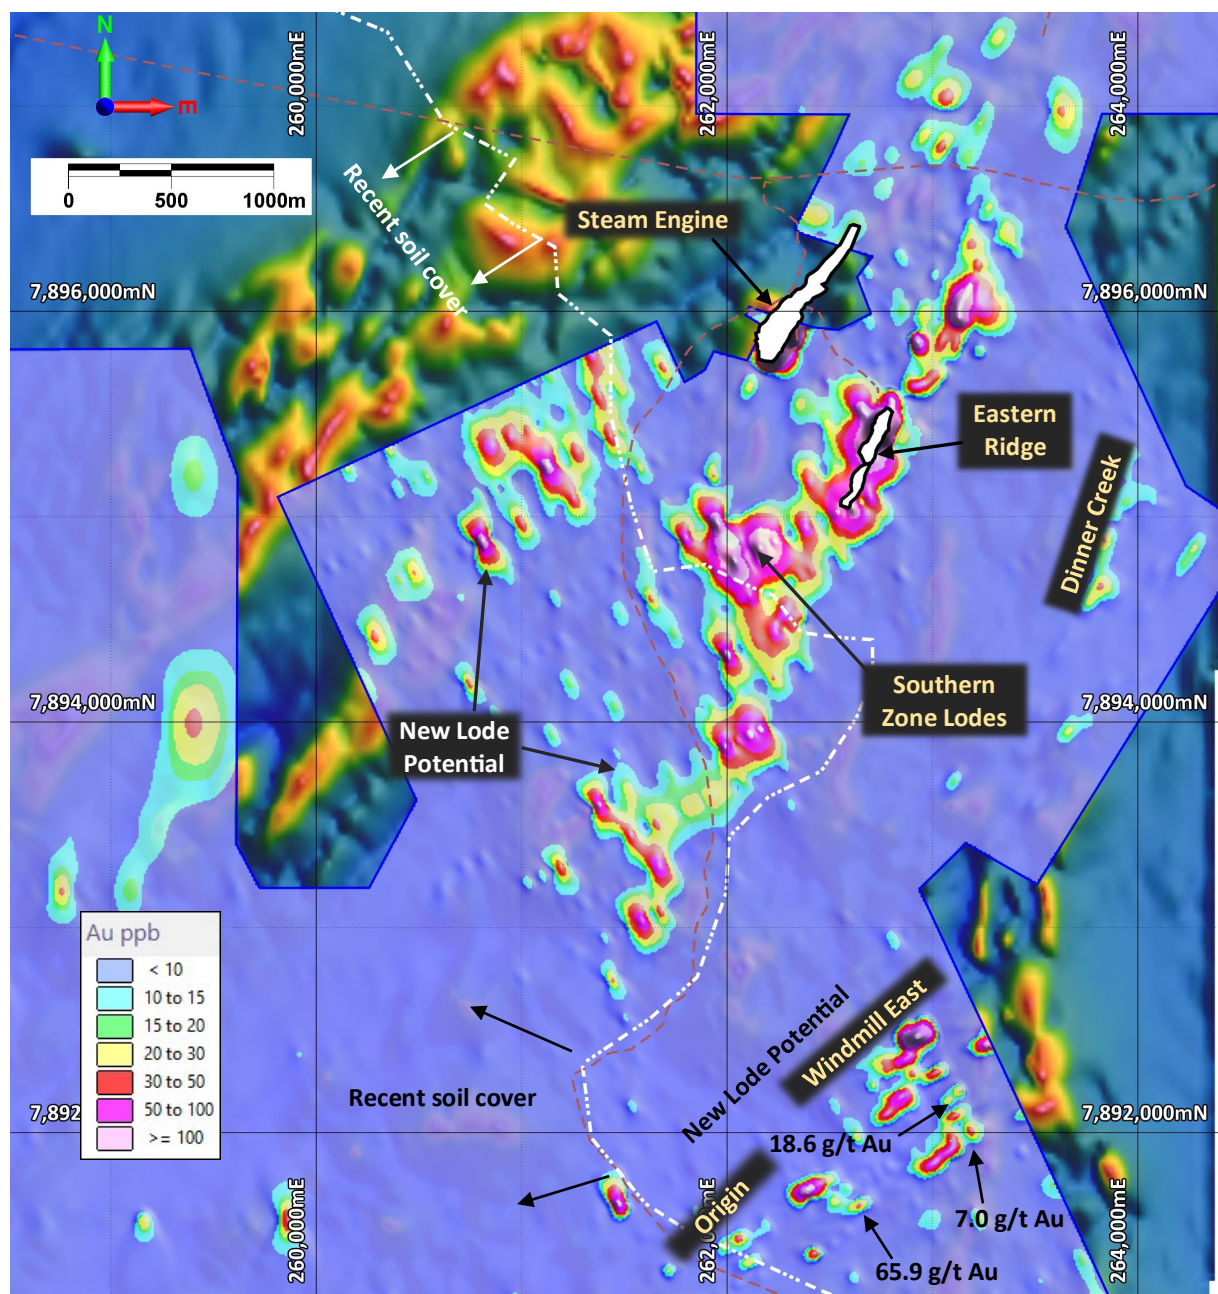 N
E
260,000mE
262,000mE
264,000mE
0 500 1000m
Recent soil cover
Steam Engine
7,896,000mN
7,896,000mN
Eastern
Ridge
Dinner Creek
Southern
Zone Lodes
7,894,000mN
7,894,000mN
New Lode
Potential
Au ppb
< 10
10 to 15
15 to 20
20 to 30
30 to 50
50 to 100
>= 100
New Lode Potential
Windmill East
Recent soil cover
7,892
7,892,000mN
18.6 g/t Au
Origin
7.0 g/t Au
65.9 g/t Au
260,000mE
262,000mE
264,000mE